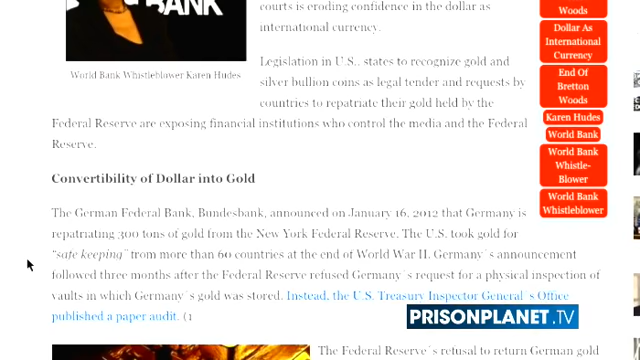 BANK
World Bank Whistleblower Karen Hudes
courts is eroding confidence in the dollar as
international currency.
Legislation in U.S.. states to recognize gold and
silver bullion coins as legal tender and requests by
countries to repatriate their gold held by the
Federal Reserve are exposing financial institutions who control the media and the Federal
Reserve.
Convertibility of Dollar into Gold
The German Federal Bank, Bundesbank, announced on January 16, 2012 that Germany is
repatriating 300 tons of gold from the New York Federal Reserve. The U.S. took gold for
“safe keeping” from more than 60 countries at the end of World War II. Germany`s announcement
followed three months after the Federal Reserve refused Germany`s request for a physical inspection of
vaults in which Germany`s gold was stored. Instead, the U.S. Treasury Inspector General`s Office
published a paper audit. (1
The Federal Reserve`s refusal to return German gold
Woods
Dollar As
International
Currency
End Of
Bretton
Woods
Karen Hudes
World Bank
World Bank
Whistle-
Blower
World Bank
Whistleblower
PRISONPLANET.TV